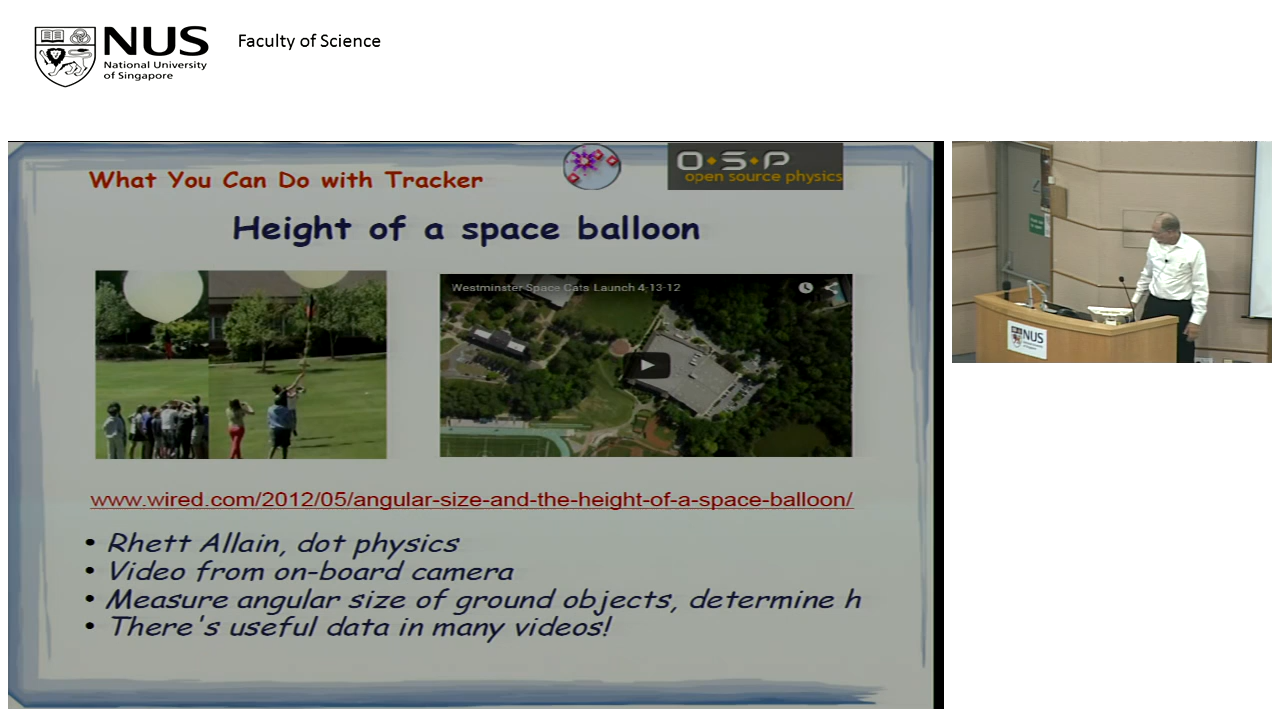 NUS
National University
of Singapore
Faculty of Science
What You Can Do with Tracker
O·S·P
open source physics
Height of a space balloon
Westminster Space Cats Launch 4-13-12
www.wired.com/2012/05/angular-size-and-the-height-of-a-space-balloon/
• Rhett Allain, dot physics
• Video from on-board camera
• Measure angular size of ground objects, determine h
• There's useful data in many videos!
NUS